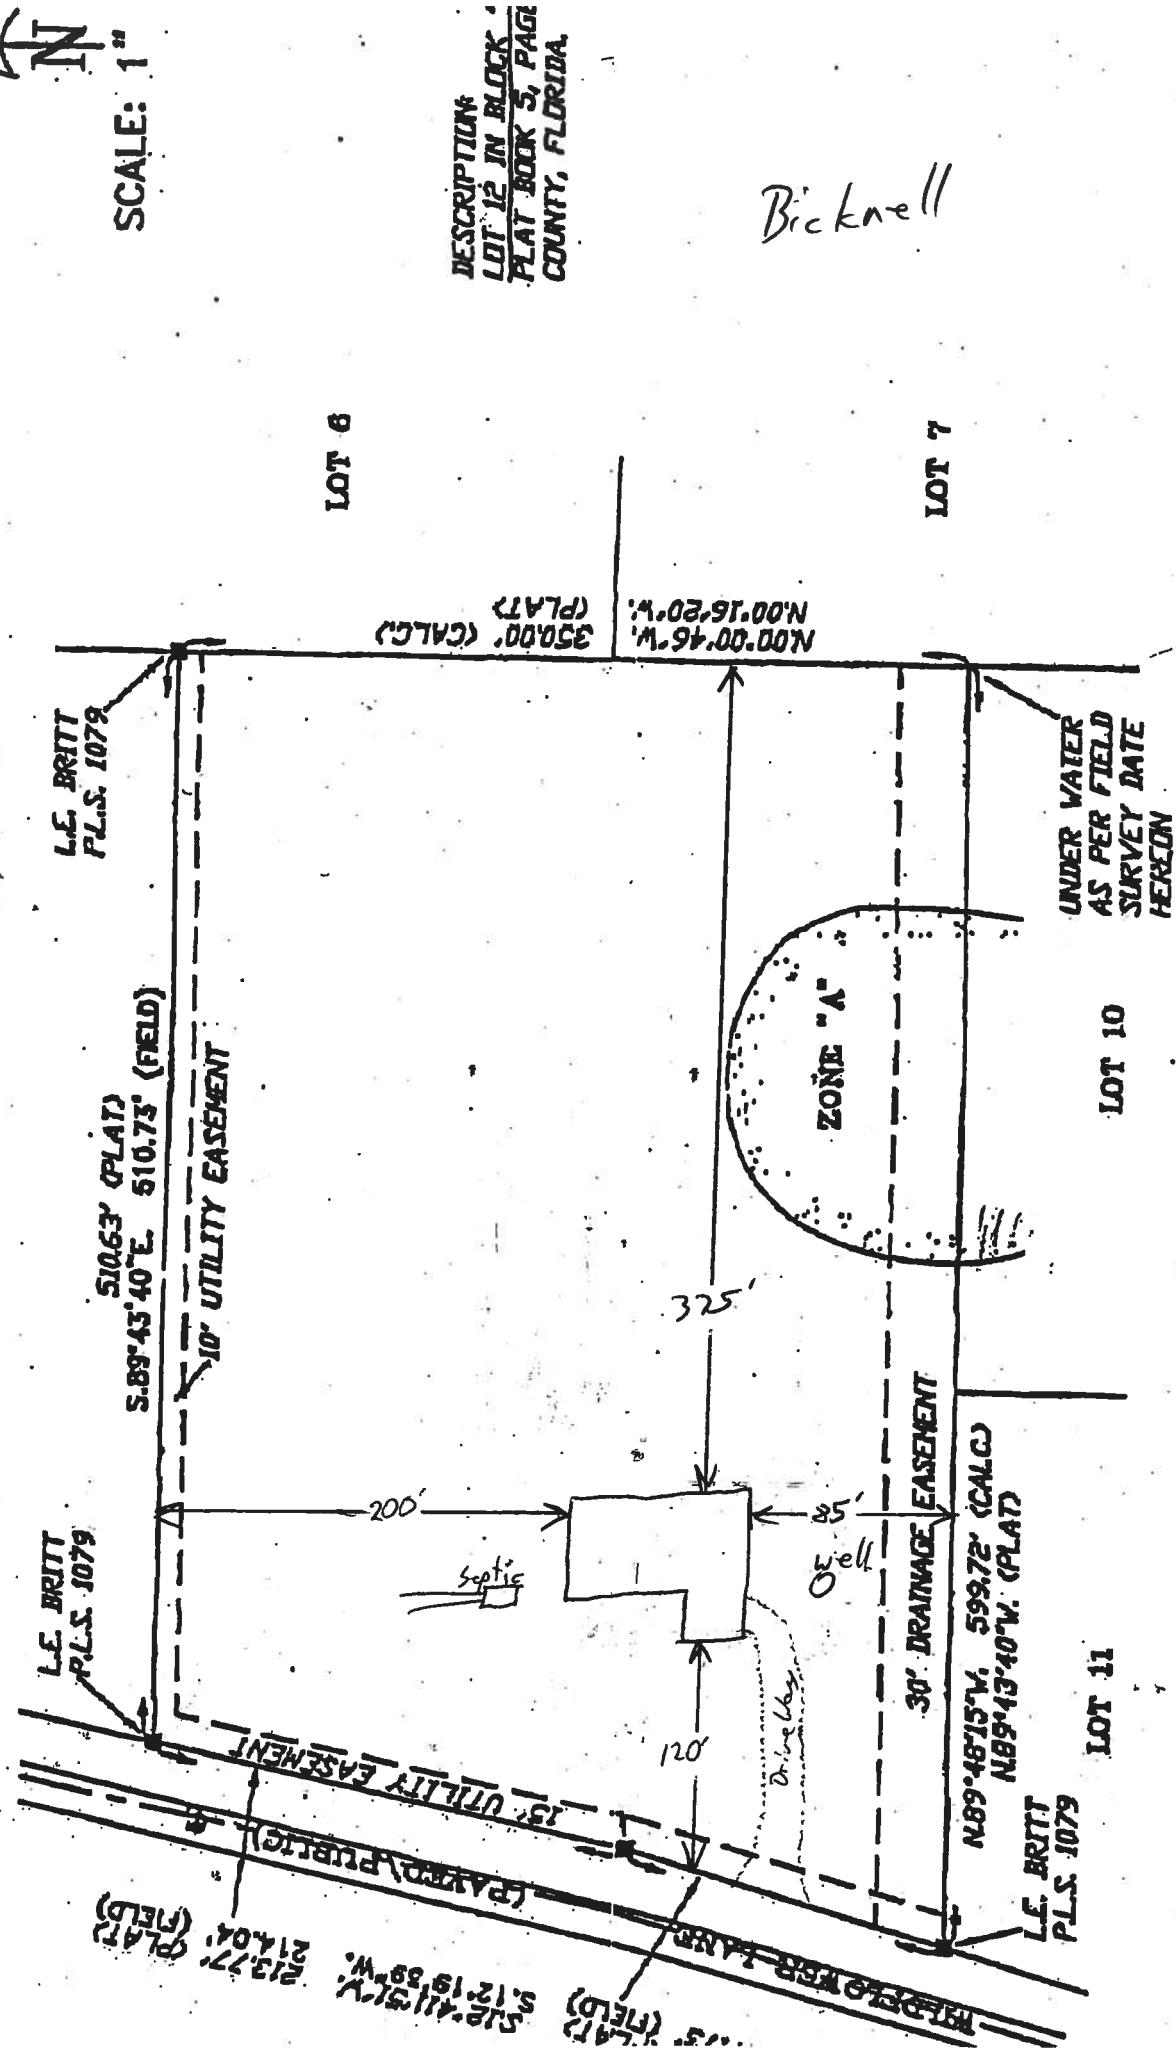 N
SCALE: 1"
DESCRIPTION:
LOT 12 IN BLOCK
PLAT BOOK 5, PAGE
COUNTY, FLORIDA.
Bicknell
LOT 6
LOT 7
L.E. BRITT
P.L.S. 1079
350.00' (CALC.)
(PLAT)
N.00°00'46"W.
N.00°16'20"W.
510.63' (PLAT)
S.89°43'40"E. 510.73' (FIELD)
10' UTILITY EASEMENT
UNDER WATER
AS PER FIELD
SURVEY DATE
HEREON
ZONE "A"
LOT 10
325'
L.E. BRITT
P.L.S. 1079
200'
85'
Septic
well
30' DRAINAGE EASEMENT
N.89°48'15"W. 599.72' (CALC.)
N.89°43'40"W. (PLAT)
LOT 11
120'
Driveway
15' UTILITY EASEMENT
(PAVED/PUBLIC)
LANE
213.77' (PLAT)
214.04' (FIELD)
S.12°19'39"W.
(PLAT)
(FIELD)
L.E. BRITT
P.L.S. 1079